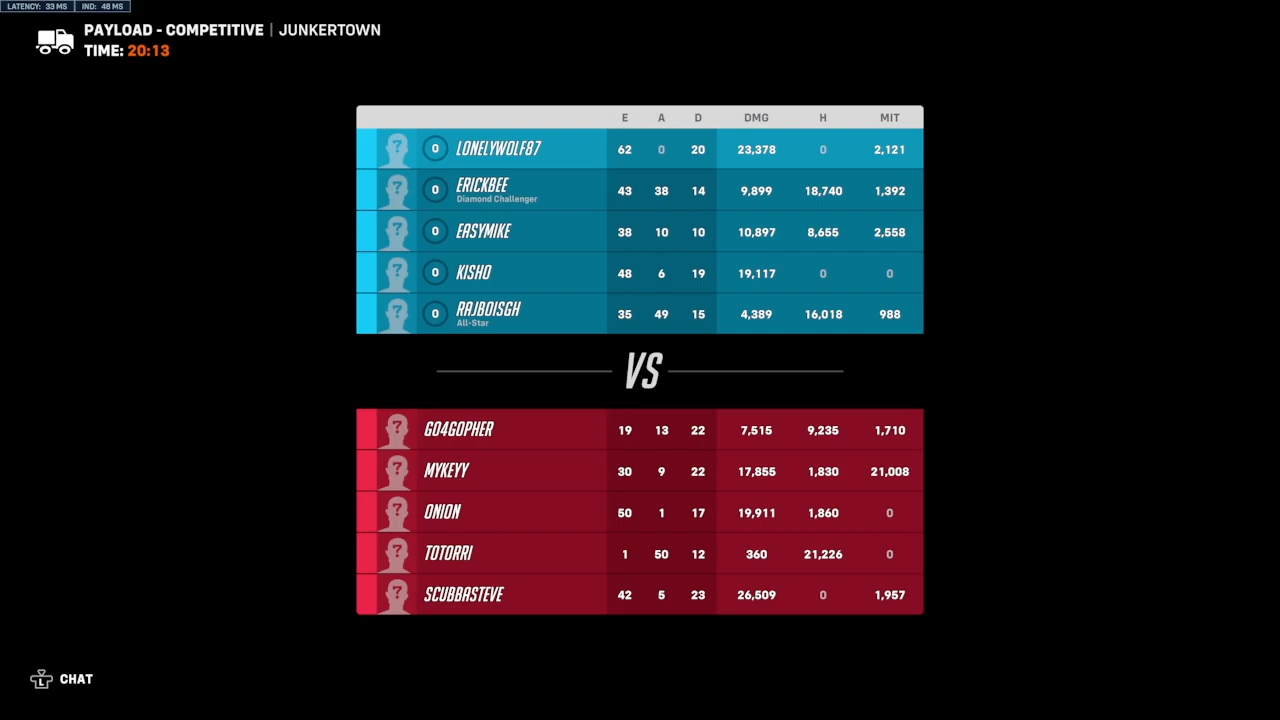 LATENCY: 33 MS IND: 48 MS
PAYLOAD - COMPETITIVE | JUNKERTOWN
TIME: 20:13
E A D DMG H MIT
0 LONELYWOLF87 62 0 20 23,378 0 2,121
0 ERICKBEE 43 38 14 9,899 18,740 1,392
Diamond Challenger
0 EASYMIKE 38 10 10 10,897 8,655 2,558
0 KISHO 48 6 19 19,117 0 0
0 RAJBOISGH 35 49 15 4,389 16,018 988
All-Star
VS
GO4GOPHER 19 13 22 7,515 9,235 1,710
MYKEYY 30 9 22 17,855 1,830 21,008
ONION 50 1 17 19,911 1,860 0
TOTORRI 1 50 12 360 21,226 0
SCUBBASTEVE 42 5 23 26,509 0 1,957
L CHAT